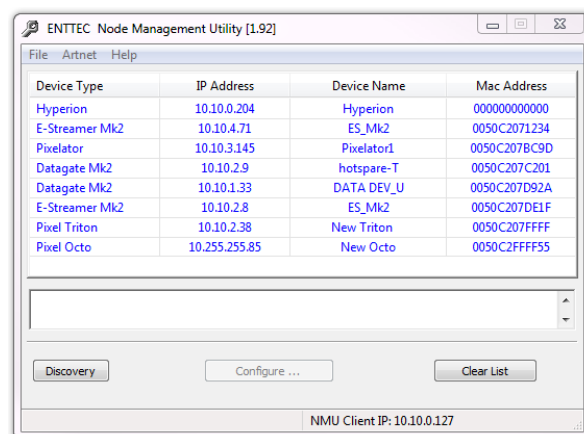 ENTTEC Node Management Utility [1.92]
File Artnet Help
Device Type IP Address Device Name Mac Address
Hyperion 10.10.0.204 Hyperion 000000000000
E-Streamer Mk2 10.10.4.71 ES_Mk2 0050C2071234
Pixelator 10.10.3.145 Pixelator1 0050C207BC9D
Datagate Mk2 10.10.2.9 hotspare-T 0050C207C201
Datagate Mk2 10.10.1.33 DATA DEV_U 0050C207D92A
E-Streamer Mk2 10.10.2.8 ES_Mk2 0050C207DE1F
Pixel Triton 10.10.2.38 New Triton 0050C207FFFF
Pixel Octo 10.255.255.85 New Octo 0050C2FFFF55
Discovery Configure ... Clear List
NMU Client IP: 10.10.0.127